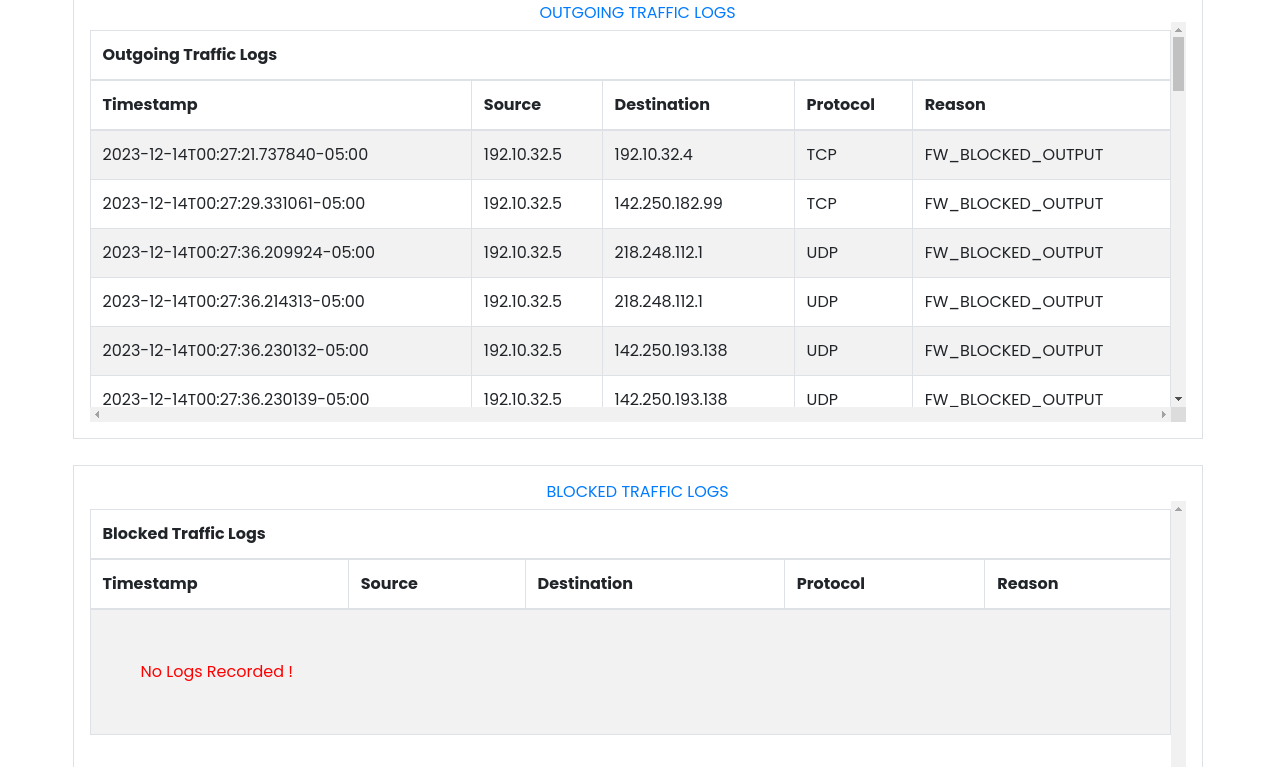 OUTGOING TRAFFIC LOGS
Outgoing Traffic Logs
Timestamp Source Destination Protocol Reason
2023-12-14T00:27:21.737840-05:00 192.10.32.5 192.10.32.4 TCP FW_BLOCKED_OUTPUT
2023-12-14T00:27:29.331061-05:00 192.10.32.5 142.250.182.99 TCP FW_BLOCKED_OUTPUT
2023-12-14T00:27:36.209924-05:00 192.10.32.5 218.248.112.1 UDP FW_BLOCKED_OUTPUT
2023-12-14T00:27:36.214313-05:00 192.10.32.5 218.248.112.1 UDP FW_BLOCKED_OUTPUT
2023-12-14T00:27:36.230132-05:00 192.10.32.5 142.250.193.138 UDP FW_BLOCKED_OUTPUT
2023-12-14T00:27:36.230139-05:00 192.10.32.5 142.250.193.138 UDP FW_BLOCKED_OUTPUT
BLOCKED TRAFFIC LOGS
Blocked Traffic Logs
Timestamp Source Destination Protocol Reason
No Logs Recorded !